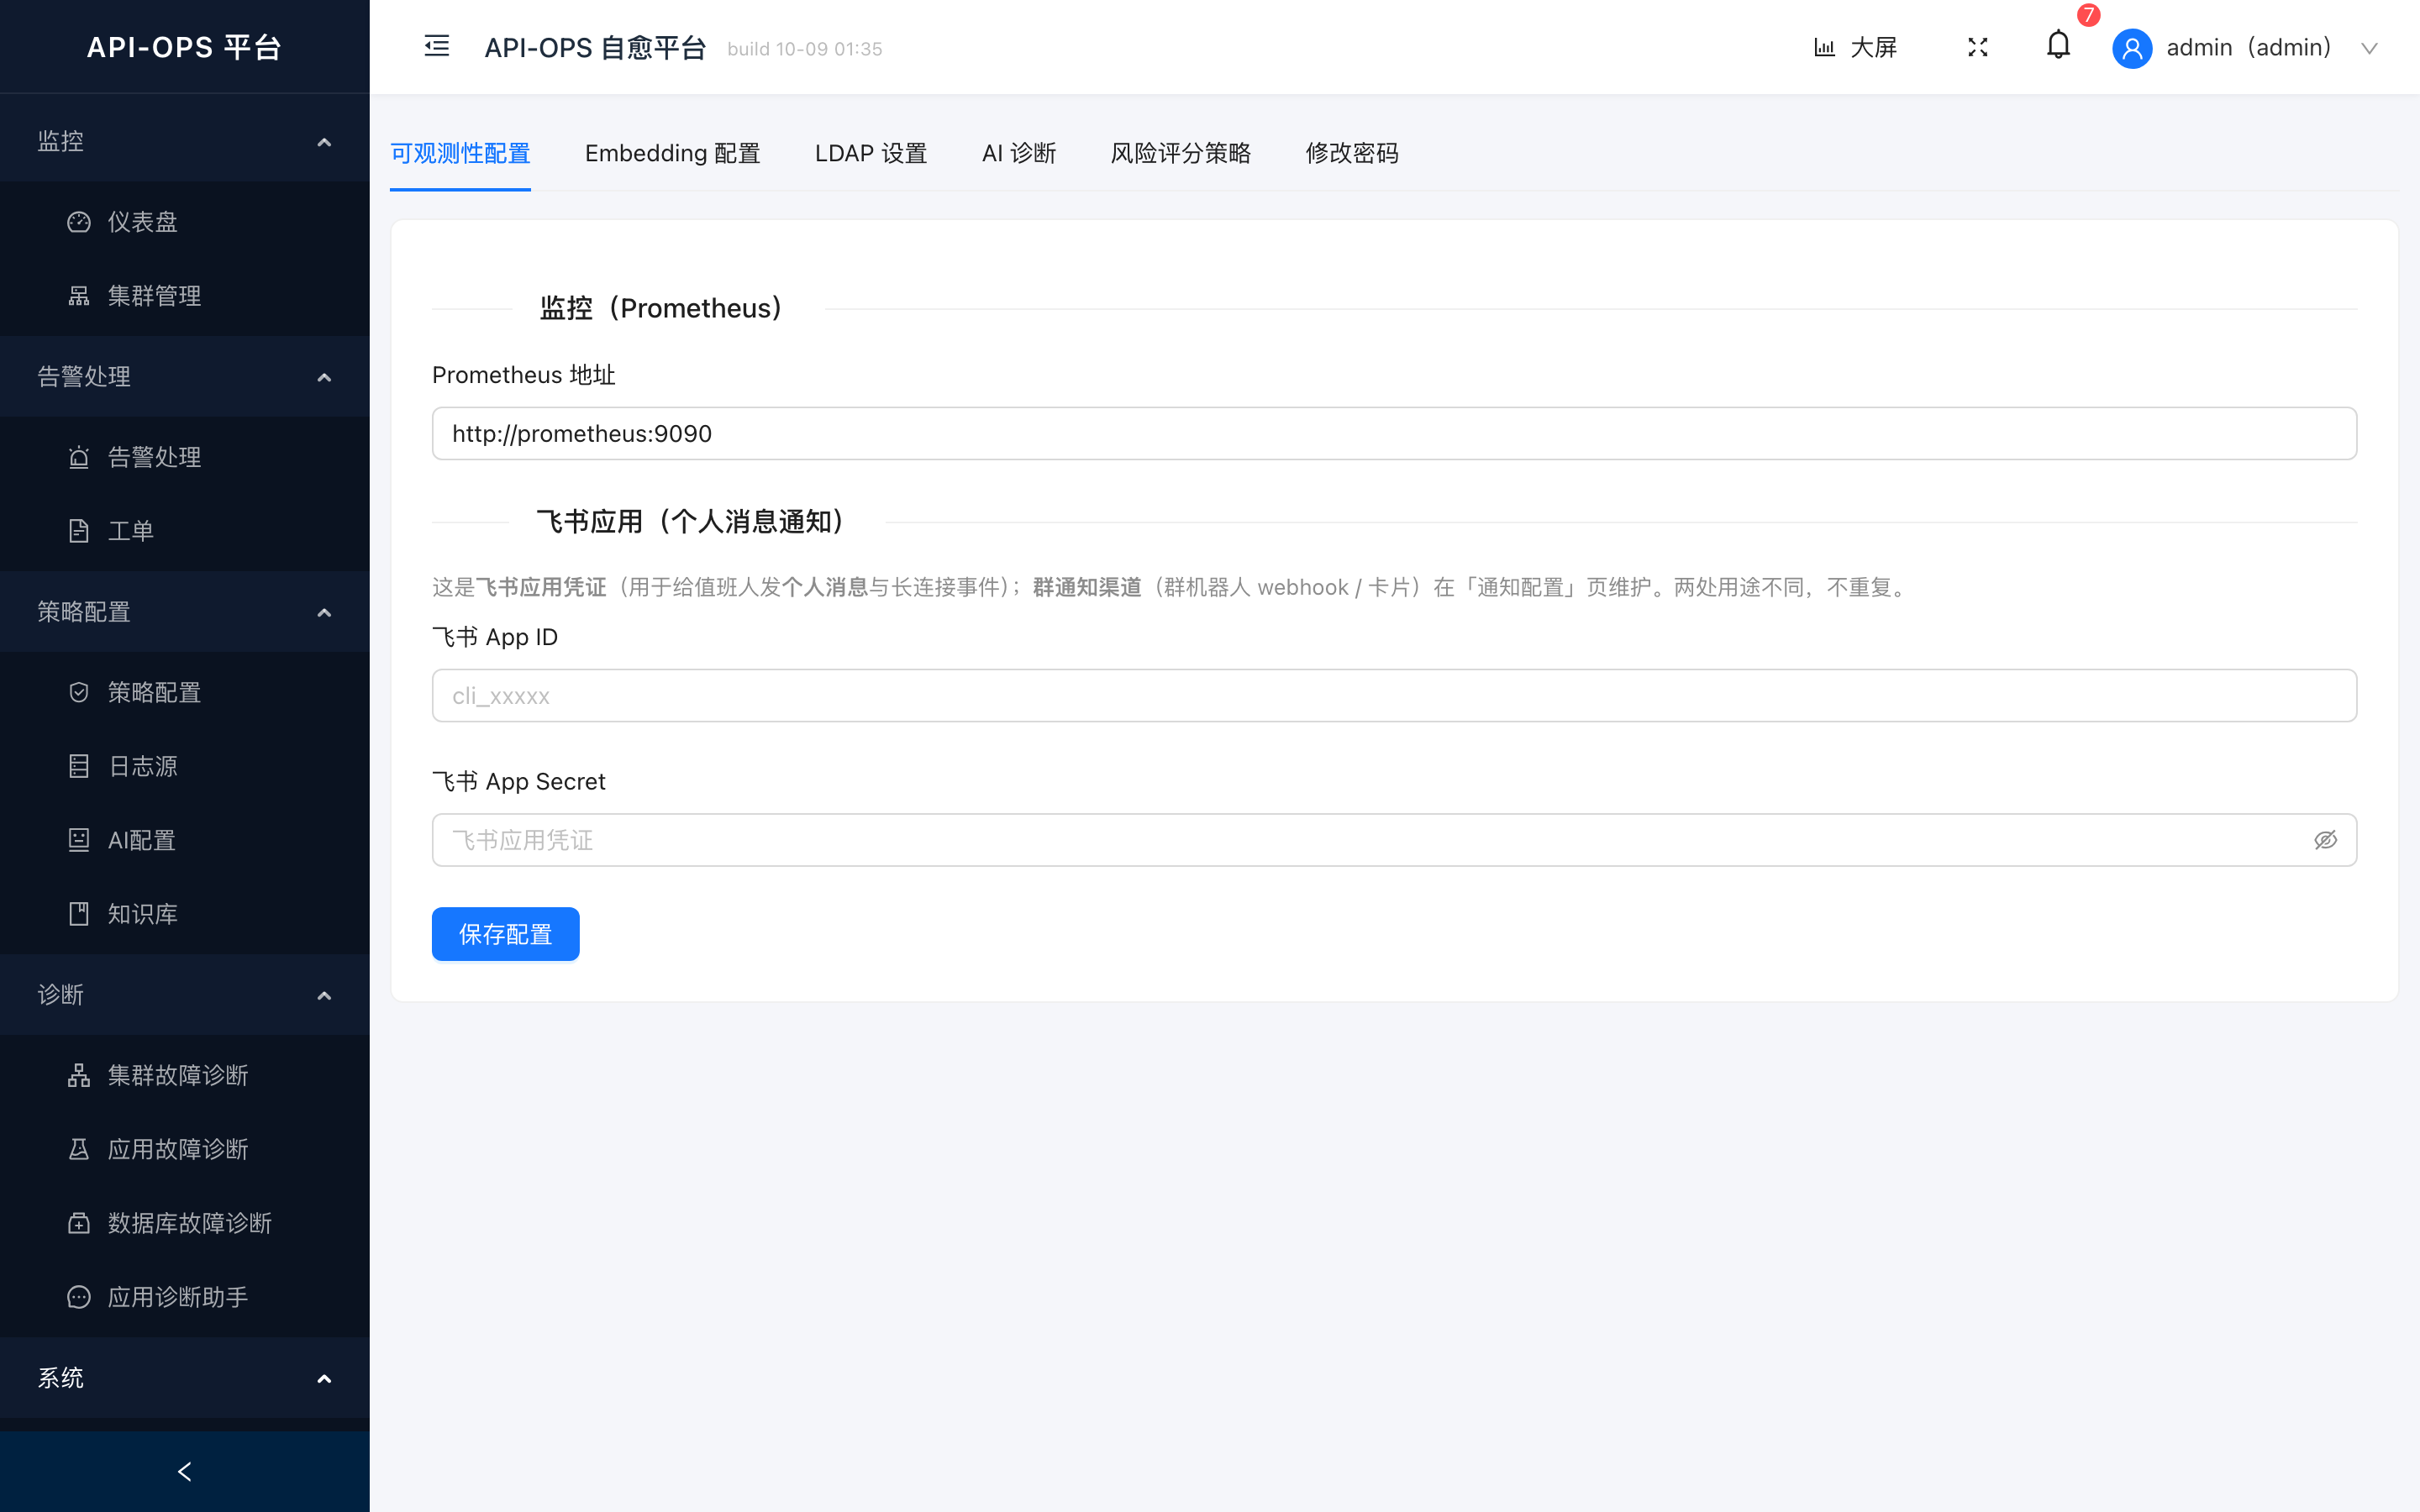 API-OPS 平台
监控
仪表盘
集群管理
告警处理
告警处理
工单
策略配置
策略配置
日志源
AI配置
知识库
诊断
集群故障诊断
应用故障诊断
数据库故障诊断
应用诊断助手
系统
API-OPS 自愈平台 build 10-09 01:35
大屏
7
admin（admin）
可观测性配置 Embedding 配置 LDAP 设置 AI 诊断 风险评分策略 修改密码
监控（Prometheus）
Prometheus 地址
http://prometheus:9090
飞书应用（个人消息通知）
这是飞书应用凭证（用于给值班人发个人消息与长连接事件）；群通知渠道（群机器人 webhook / 卡片）在「通知配置」页维护。两处用途不同，不重复。
飞书 App ID
cli_xxxxx
飞书 App Secret
飞书应用凭证
保存配置